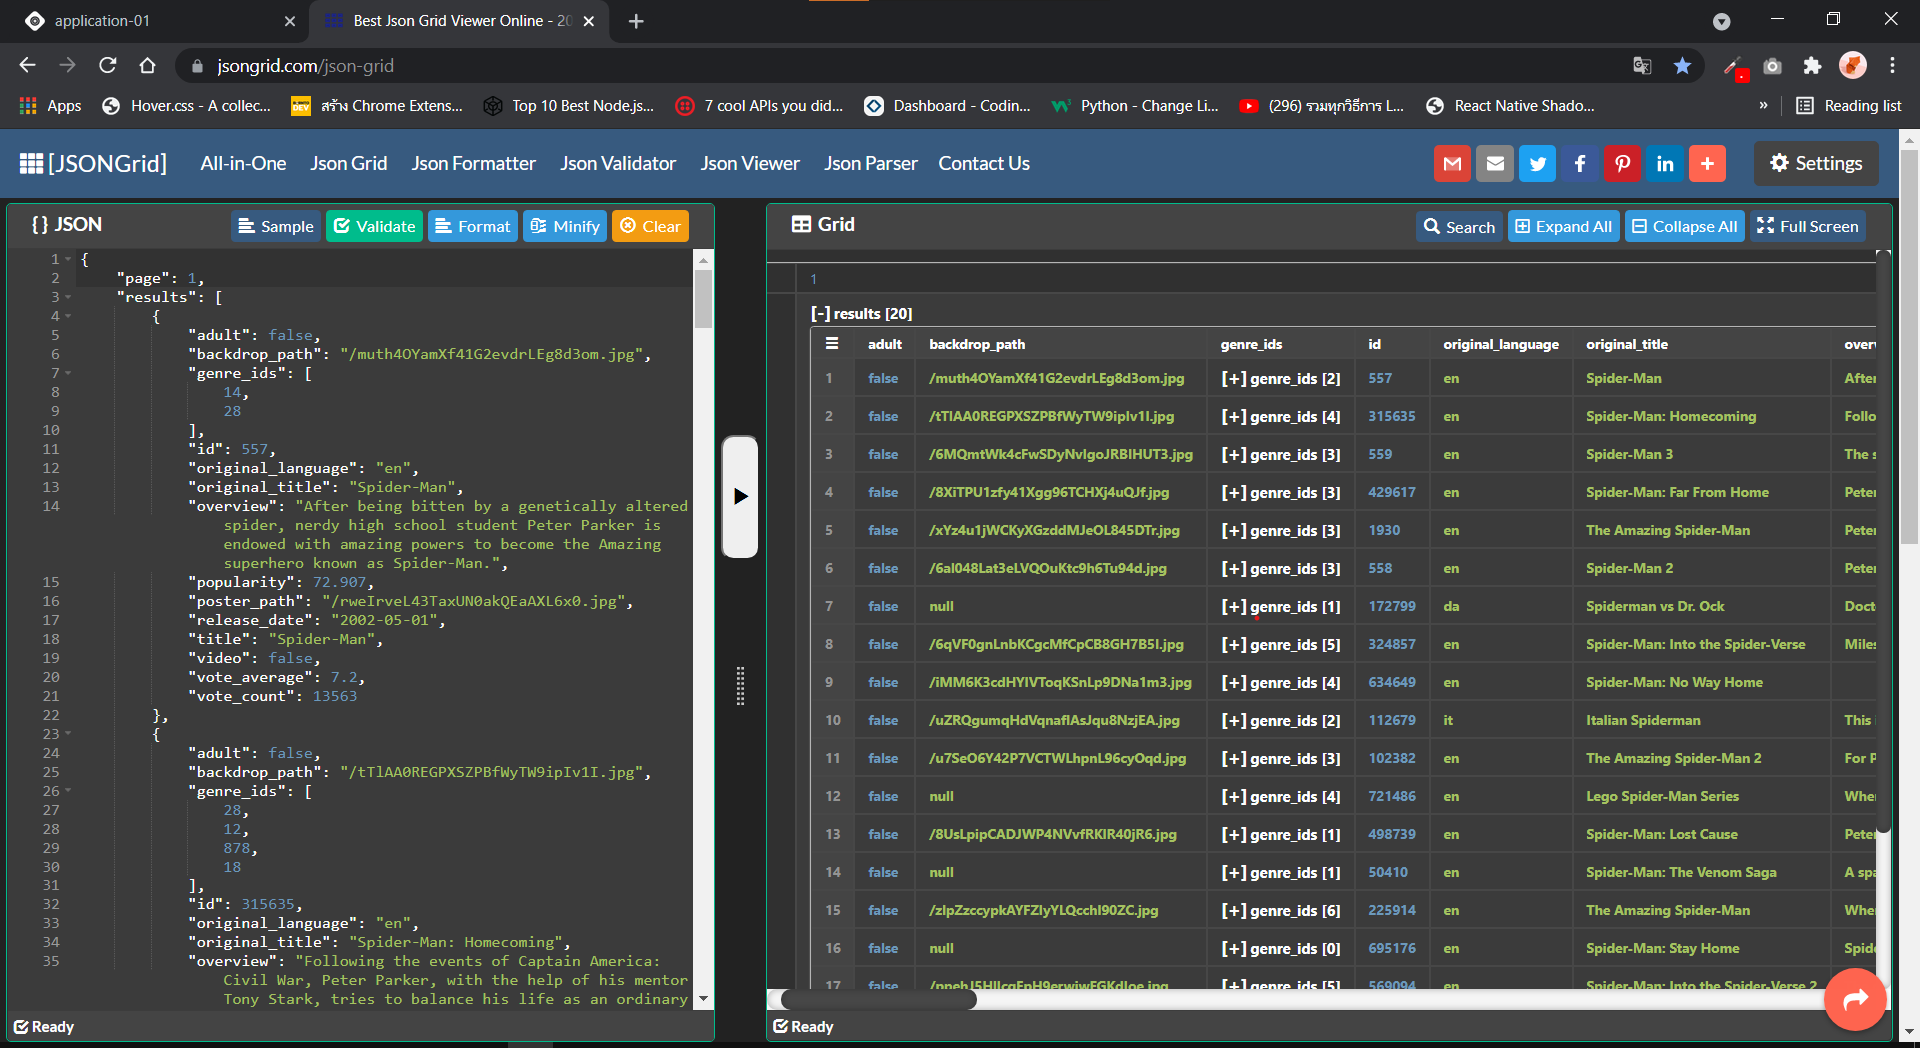 application-01
Best Json Grid Viewer Online - 20
jsongrid.com/json-grid
Apps
Hover.css - A collec...
สร้าง Chrome Extens...
Top 10 Best Node.js...
7 cool APIs you did...
Dashboard - Codin...
Python - Change Li...
(296) รวมทุกวิธีการ L...
React Native Shado...
»
Reading list
[JSONGrid]
All-in-One
Json Grid
Json Formatter
Json Validator
Json Viewer
Json Parser
Contact Us
Settings
{ } JSON
Sample
Validate
Format
Minify
Clear
1 {
2 "page": 1,
3 "results": [
4 {
5 "adult": false,
6 "backdrop_path": "/muth4OYamXf41G2evdrLEg8d3om.jpg",
7 "genre_ids": [
8 14,
9 28
10 ],
11 "id": 557,
12 "original_language": "en",
13 "original_title": "Spider-Man",
14 "overview": "After being bitten by a genetically altered
spider, nerdy high school student Peter Parker is
endowed with amazing powers to become the Amazing
superhero known as Spider-Man.",
15 "popularity": 72.907,
16 "poster_path": "/rweIrveL43TaxUN0akQEaAXL6x0.jpg",
17 "release_date": "2002-05-01",
18 "title": "Spider-Man",
19 "video": false,
20 "vote_average": 7.2,
21 "vote_count": 13563
22 },
23 {
24 "adult": false,
25 "backdrop_path": "/tTlAA0REGPXSZPBfWyTW9ipIv1I.jpg",
26 "genre_ids": [
27 28,
28 12,
29 878,
30 18
31 ],
32 "id": 315635,
33 "original_language": "en",
34 "original_title": "Spider-Man: Homecoming",
35 "overview": "Following the events of Captain America:
Civil War, Peter Parker, with the help of his mentor
Tony Stark, tries to balance his life as an ordinary
Ready
Grid
Search
Expand All
Collapse All
Full Screen
1
[-] results [20]
adult backdrop_path genre_ids id original_language original_title over
1 false /muth4OYamXf41G2evdrLEg8d3om.jpg [+] genre_ids [2] 557 en Spider-Man After
2 false /tTlAA0REGPXSZPBfWyTW9ipIv1I.jpg [+] genre_ids [4] 315635 en Spider-Man: Homecoming Follo
3 false /6MQmtWk4cFwSDyNvIgoJRBIHUT3.jpg [+] genre_ids [3] 559 en Spider-Man 3 The s
4 false /8XiTPU1zfy41Xgg96TCHXj4uQJf.jpg [+] genre_ids [3] 429617 en Spider-Man: Far From Home Peter
5 false /xYz4u1jWCKyXGzddMJeOL845DTr.jpg [+] genre_ids [3] 1930 en The Amazing Spider-Man Peter
6 false /6al048Lat3eLVQOuKtc9h6Tu94d.jpg [+] genre_ids [3] 558 en Spider-Man 2 Peter
7 false null [+] genre_ids [1] 172799 da Spiderman vs Dr. Ock Docto
8 false /6qVF0gnLnbKCgcMfCpCB8GH7B5I.jpg [+] genre_ids [5] 324857 en Spider-Man: Into the Spider-Verse Miles
9 false /iMM6K3cdHYIVToqKSnLp9DNa1m3.jpg [+] genre_ids [4] 634649 en Spider-Man: No Way Home
10 false /uZRQgumqHdVqnaflAsJqu8NzjEA.jpg [+] genre_ids [2] 112679 it Italian Spiderman This
11 false /u7SeO6Y42P7VCTWLhpnL96cyOqd.jpg [+] genre_ids [3] 102382 en The Amazing Spider-Man 2 For P
12 false null [+] genre_ids [4] 721486 en Lego Spider-Man Series When
13 false /8UsLpipCADJWP4NVvfRKIR40jR6.jpg [+] genre_ids [1] 498739 en Spider-Man: Lost Cause Peter
14 false null [+] genre_ids [1] 50410 en Spider-Man: The Venom Saga A spa
15 false /zlpZzccypkAYFZlyYLQcchI90ZC.jpg [+] genre_ids [6] 225914 en The Amazing Spider-Man When
16 false null [+] genre_ids [0] 695176 en Spider-Man: Stay Home Spide
17 false [+] genre_ids [5] 569094 en Spider-Man: Into the Spider-Verse 2
Ready